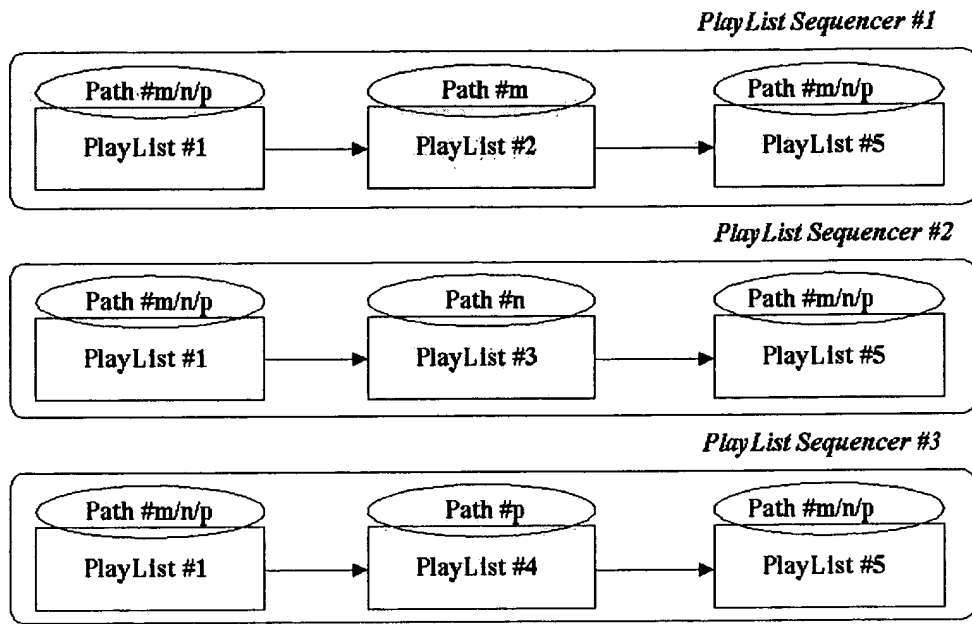 PlayList Sequencer #1
Path #m/n/p
Path #m
Path #m/n/p
PlayList #1
PlayList #2
PlayList #5
PlayList Sequencer #2
Path #m/n/p
Path #n
Path #m/n/p
PlayList #1
PlayList #3
PlayList #5
PlayList Sequencer #3
Path #m/n/p
Path #p
Path #m/n/p
PlayList #1
PlayList #4
PlayList #5